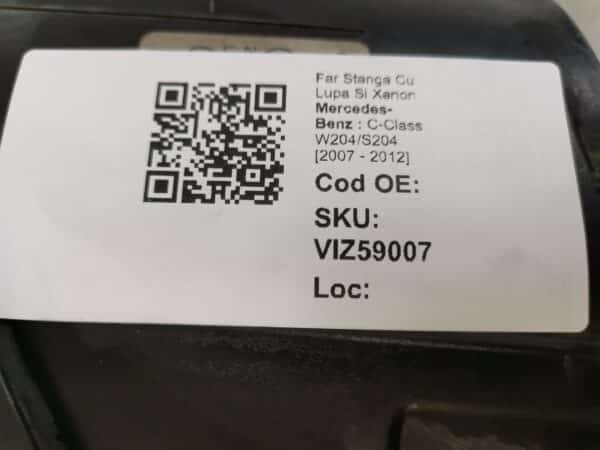 Far Stanga Cu
Lupa Si Xenon
Mercedes-
Benz : C-Class
W204/S204
[2007 - 2012]
Cod OE:
SKU:
VIZ59007
Loc: